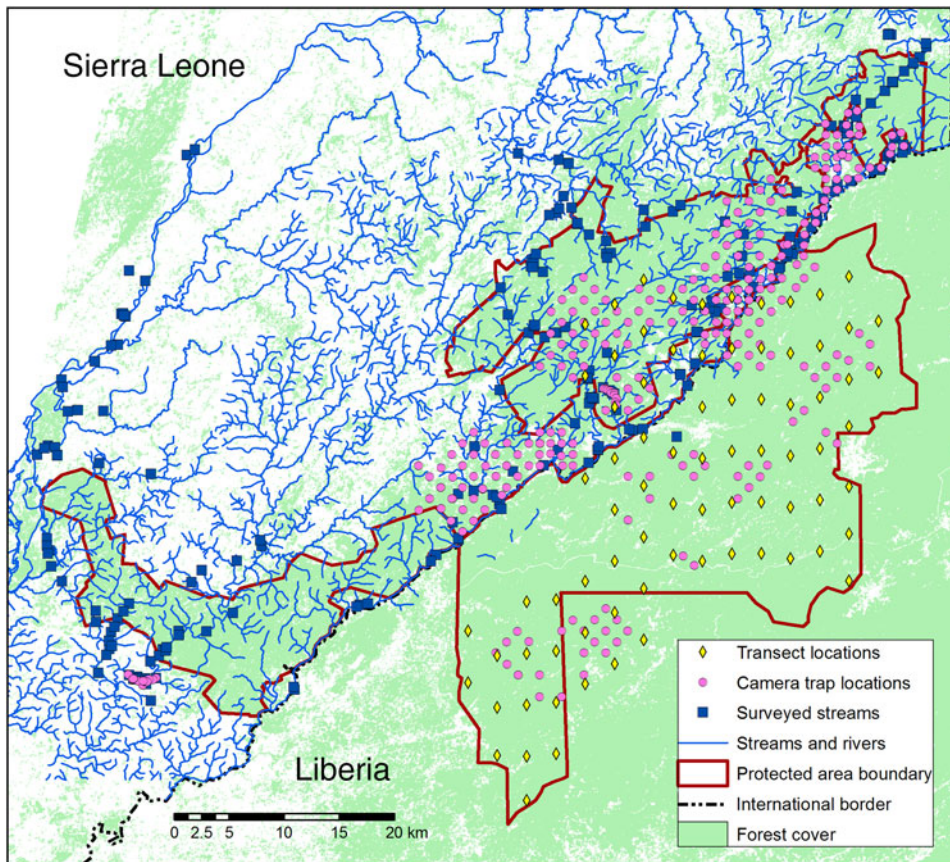 Sierra Leone
Liberia
0 2.5 5 10 15 20 km
Transect locations
Camera trap locations
Surveyed streams
Streams and rivers
Protected area boundary
International border
Forest cover